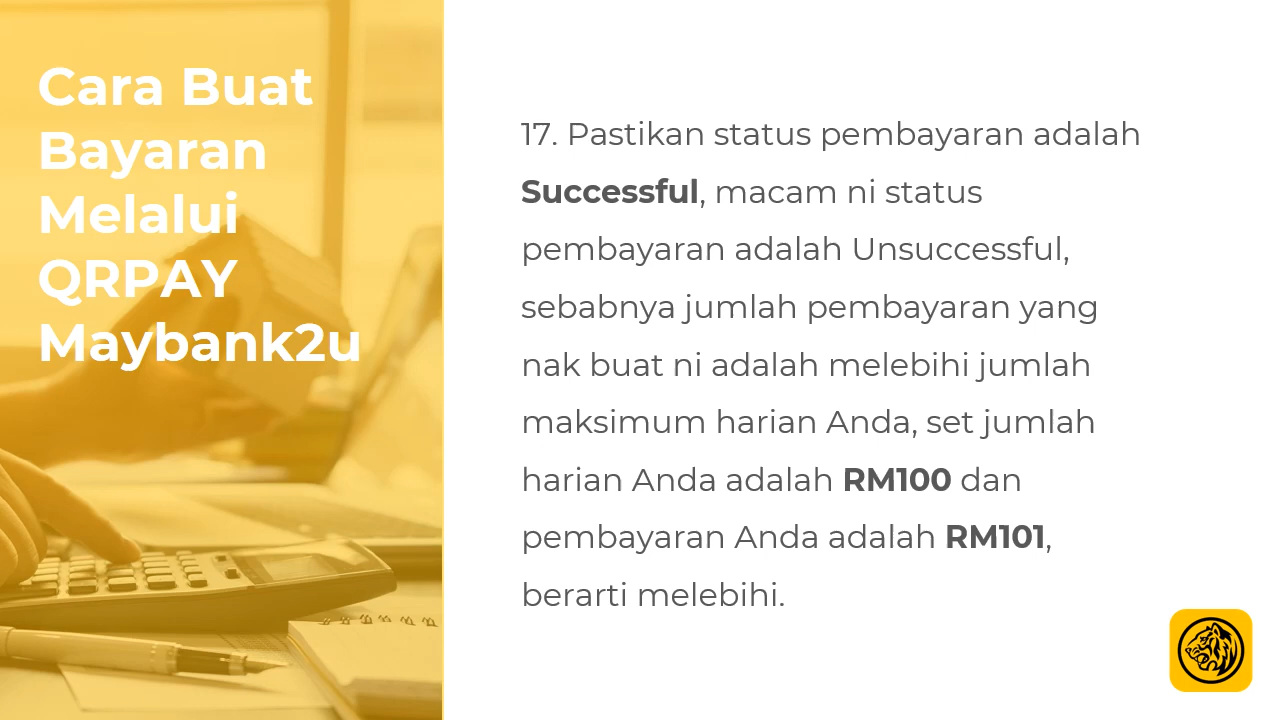 Cara Buat
Bayaran
Melalui
QRPAY
Maybank2u
17. Pastikan status pembayaran adalah
Successful, macam ni status
pembayaran adalah Unsuccessful,
sebabnya jumlah pembayaran yang
nak buat ni adalah melebihi jumlah
maksimum harian Anda, set jumlah
harian Anda adalah RM100 dan
pembayaran Anda adalah RM101,
berarti melebihi.